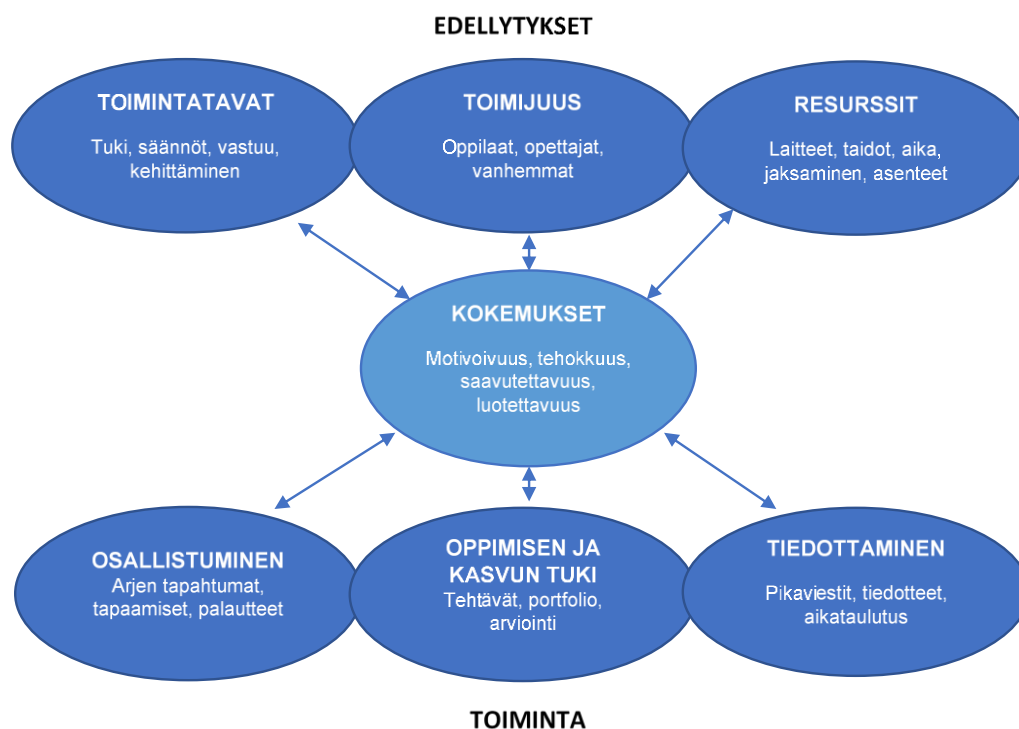 EDELLYTYKSET
TOIMINTATAVAT
Tuki, säännöt, vastuu,
kehittäminen
TOIMIJUUS
Oppilaat, opettajat,
vanhemmat
RESURSSIT
Laitteet, taidot, aika,
jaksaminen, asenteet
KOKEMUKSET
Motivoivuus, tehokkuus,
saavutettavuus,
luotettavuus
OSALLISTUMINEN
Arjen tapahtumat,
tapaamiset, palautteet
OPPIMISEN JA
KASVUN TUKI
Tehtävät, portfolio,
arviointi
TIEDOTTAMINEN
Pikaviestit, tiedotteet,
aikataulutus
TOIMINTA